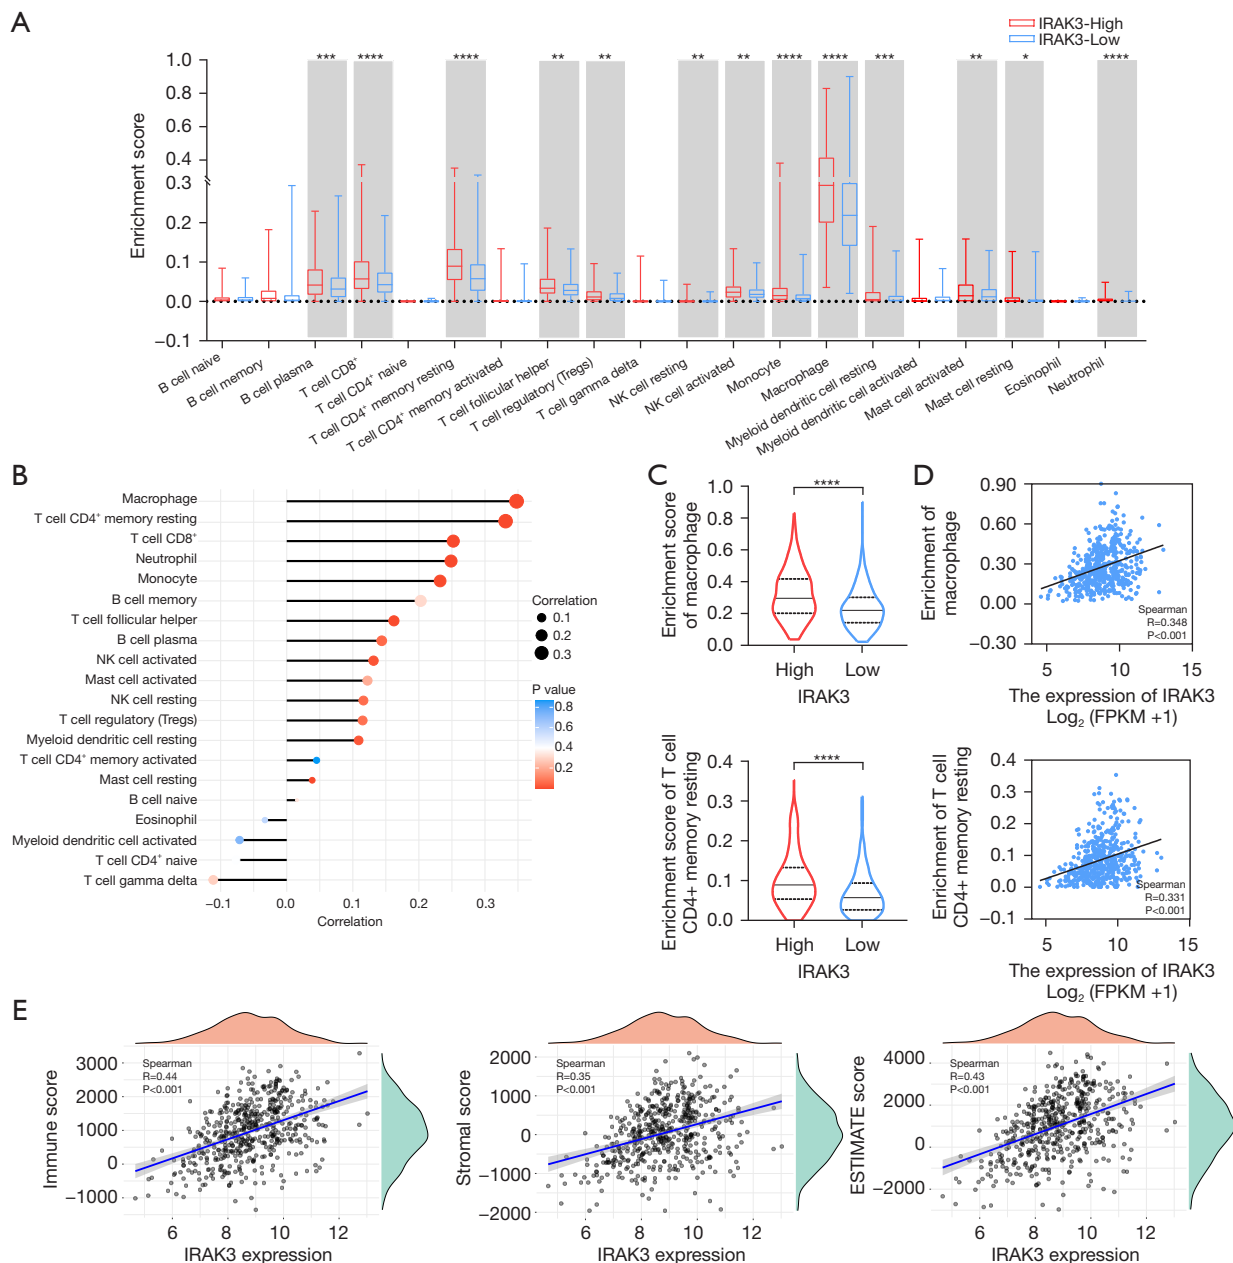 A
IRAK3-High
IRAK3-Low
*** **** **** ** ** ** ** **** **** *** ** * ****
Enrichment score
1.0
0.8
0.6
0.4
0.3
0.2
0.1
0.0
−0.1
B cell naive
B cell memory
B cell plasma
T cell CD8⁺
T cell CD4⁺ naive
T cell CD4⁺ memory resting
T cell CD4⁺ memory activated
T cell follicular helper
T cell regulatory (Tregs)
T cell gamma delta
NK cell resting
NK cell activated
Monocyte
Macrophage
Myeloid dendritic cell resting
Myeloid dendritic cell activated
Mast cell activated
Mast cell resting
Eosinophil
Neutrophil
B
Macrophage
T cell CD4⁺ memory resting
T cell CD8⁺
Neutrophil
Monocyte
B cell memory
T cell follicular helper
B cell plasma
NK cell activated
Mast cell activated
NK cell resting
T cell regulatory (Tregs)
Myeloid dendritic cell resting
T cell CD4⁺ memory activated
Mast cell resting
B cell naive
Eosinophil
Myeloid dendritic cell activated
T cell CD4⁺ naive
T cell gamma delta
−0.1 0.0 0.1 0.2 0.3
Correlation
Correlation
0.1
0.2
0.3
P value
0.8
0.6
0.4
0.2
C
Enrichment score
of macrophage
1.0
0.8
0.6
0.4
0.2
0.0
****
High Low
IRAK3
Enrichment score of T cell
CD4+ memory resting
0.4
0.3
0.2
0.1
0.0
****
High Low
IRAK3
D
Enrichment of
macrophage
0.90
0.60
0.30
0.00
−0.30
Spearman
R=0.348
P<0.001
5 10 15
The expression of IRAK3
Log₂ (FPKM +1)
Enrichment of T cell
CD4+ memory resting
0.4
0.3
0.2
0.1
0.0
−0.1
Spearman
R=0.331
P<0.001
5 10 15
The expression of IRAK3
Log₂ (FPKM +1)
E
Immune score
3000
2000
1000
0
−1000
Spearman
R=0.44
P<0.001
6 8 10 12
IRAK3 expression
Stromal score
2000
1000
0
−1000
−2000
Spearman
R=0.35
P<0.001
6 8 10 12
IRAK3 expression
ESTIMATE score
4000
2000
0
−2000
Spearman
R=0.43
P<0.001
6 8 10 12
IRAK3 expression